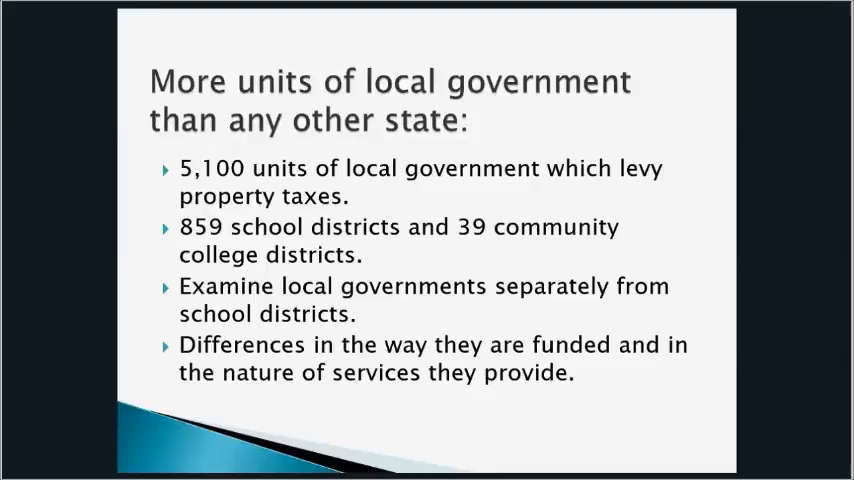 More units of local government
than any other state:
5,100 units of local government which levy
property taxes.
859 school districts and 39 community
college districts.
Examine local governments separately from
school districts.
Differences in the way they are funded and in
the nature of services they provide.